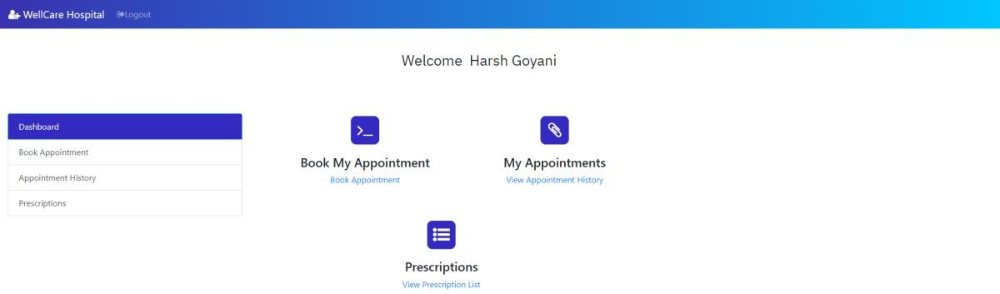 WellCare Hospital Logout
Welcome Harsh Goyani
Dashboard
Book Appointment
Appointment History
Prescriptions
Book My Appointment
Book Appointment
My Appointments
View Appointment History
Prescriptions
View Prescription List